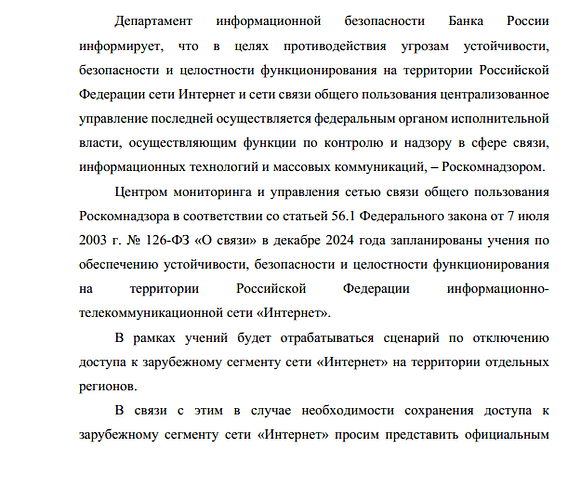 Департамент информационной безопасности Банка России
информирует, что в целях противодействия угрозам устойчивости,
безопасности и целостности функционирования на территории Российской
Федерации сети Интернет и сети связи общего пользования централизованное
управление последней осуществляется федеральным органом исполнительной
власти, осуществляющим функции по контролю и надзору в сфере связи,
информационных технологий и массовых коммуникаций, – Роскомнадзором.
Центром мониторинга и управления сетью связи общего пользования
Роскомнадзора в соответствии со статьей 56.1 Федерального закона от 7 июля
2003 г. № 126-ФЗ «О связи» в декабре 2024 года запланированы учения по
обеспечению устойчивости, безопасности и целостности функционирования
на территории Российской Федерации информационно-
телекоммуникационной сети «Интернет».
В рамках учений будет отрабатываться сценарий по отключению
доступа к зарубежному сегменту сети «Интернет» на территории отдельных
регионов.
В связи с этим в случае необходимости сохранения доступа к
зарубежному сегменту сети «Интернет» просим представить официальным